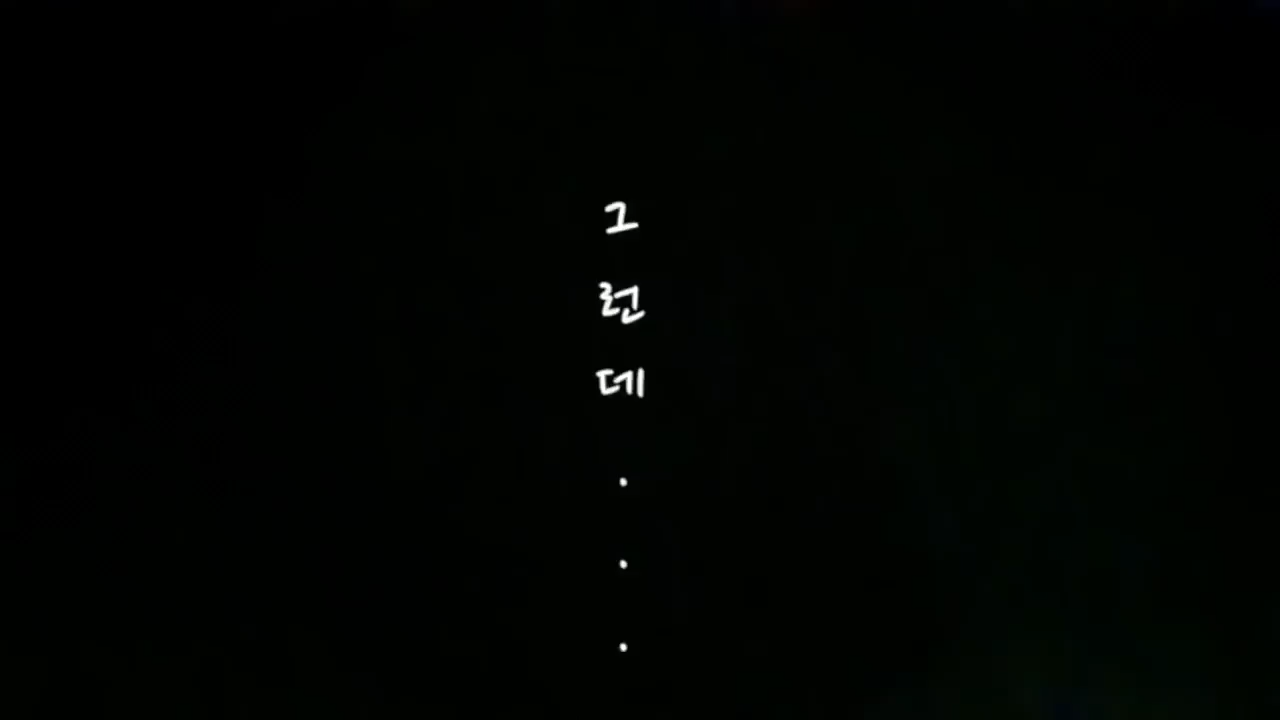 그
런
데
.
.
.